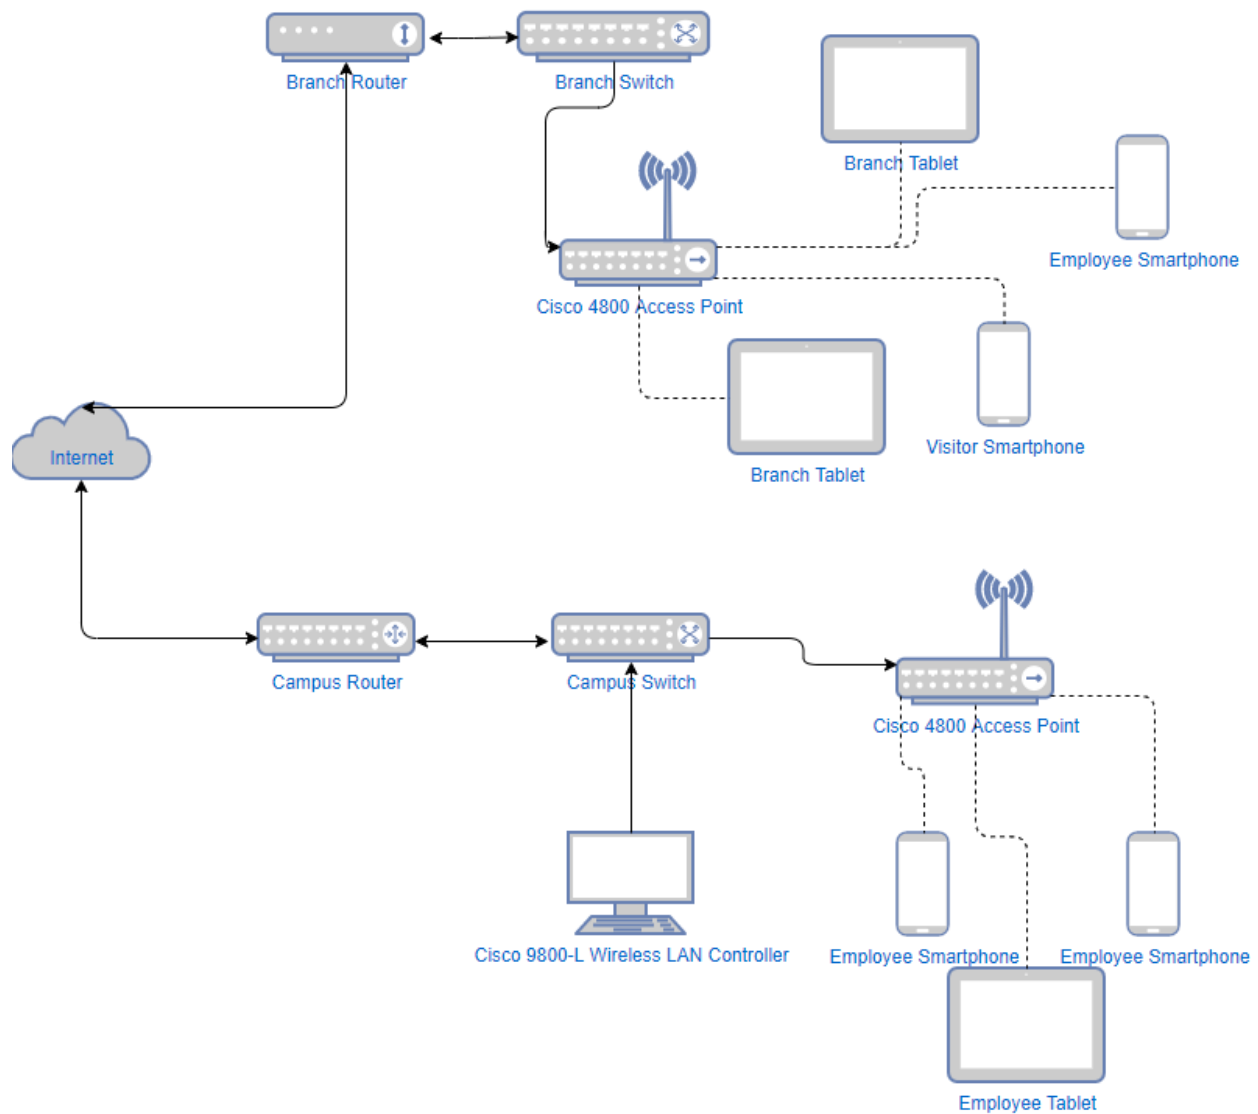 Branch Router
Branch Switch
Branch Tablet
Employee Smartphone
Cisco 4800 Access Point
Visitor Smartphone
Internet
Branch Tablet
Campus Router
Campus Switch
Cisco 4800 Access Point
Cisco 9800-L Wireless LAN Controller
Employee Smartphone
Employee Smartphone
Employee Tablet